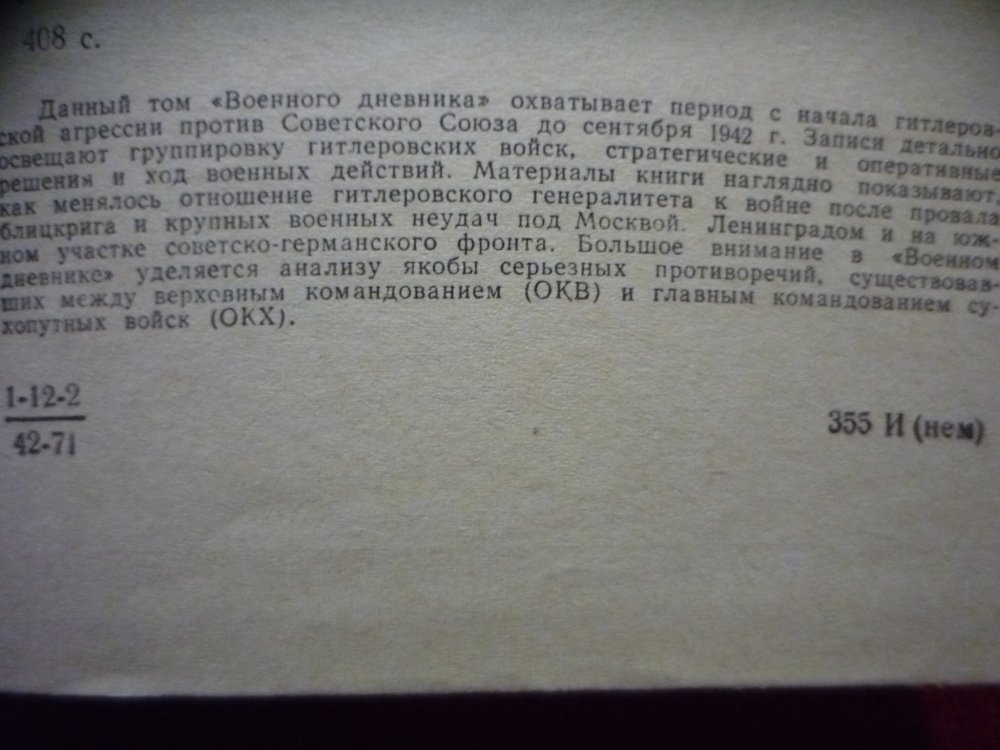 408 с.
Данный том «Военного дневника» охватывает период с начала гитлеров-
ской агрессии против Советского Союза до сентября 1942 г. Записи детально
освещают группировку гитлеровских войск, стратегические и оперативные
решения и ход военных действий. Материалы книги наглядно показывают,
как менялось отношение гитлеровского генералитета к войне после провала
блицкрига и крупных военных неудач под Москвой. Ленинградом и на юж-
ном участке советско-германского фронта. Большое внимание в «Военном
дневнике» уделяется анализу якобы серьезных противоречий, существовав-
ших между верховным командованием (ОКВ) и главным командованием су-
хопутных войск (ОКХ).
1-12-2
42-71
355 И (нем)